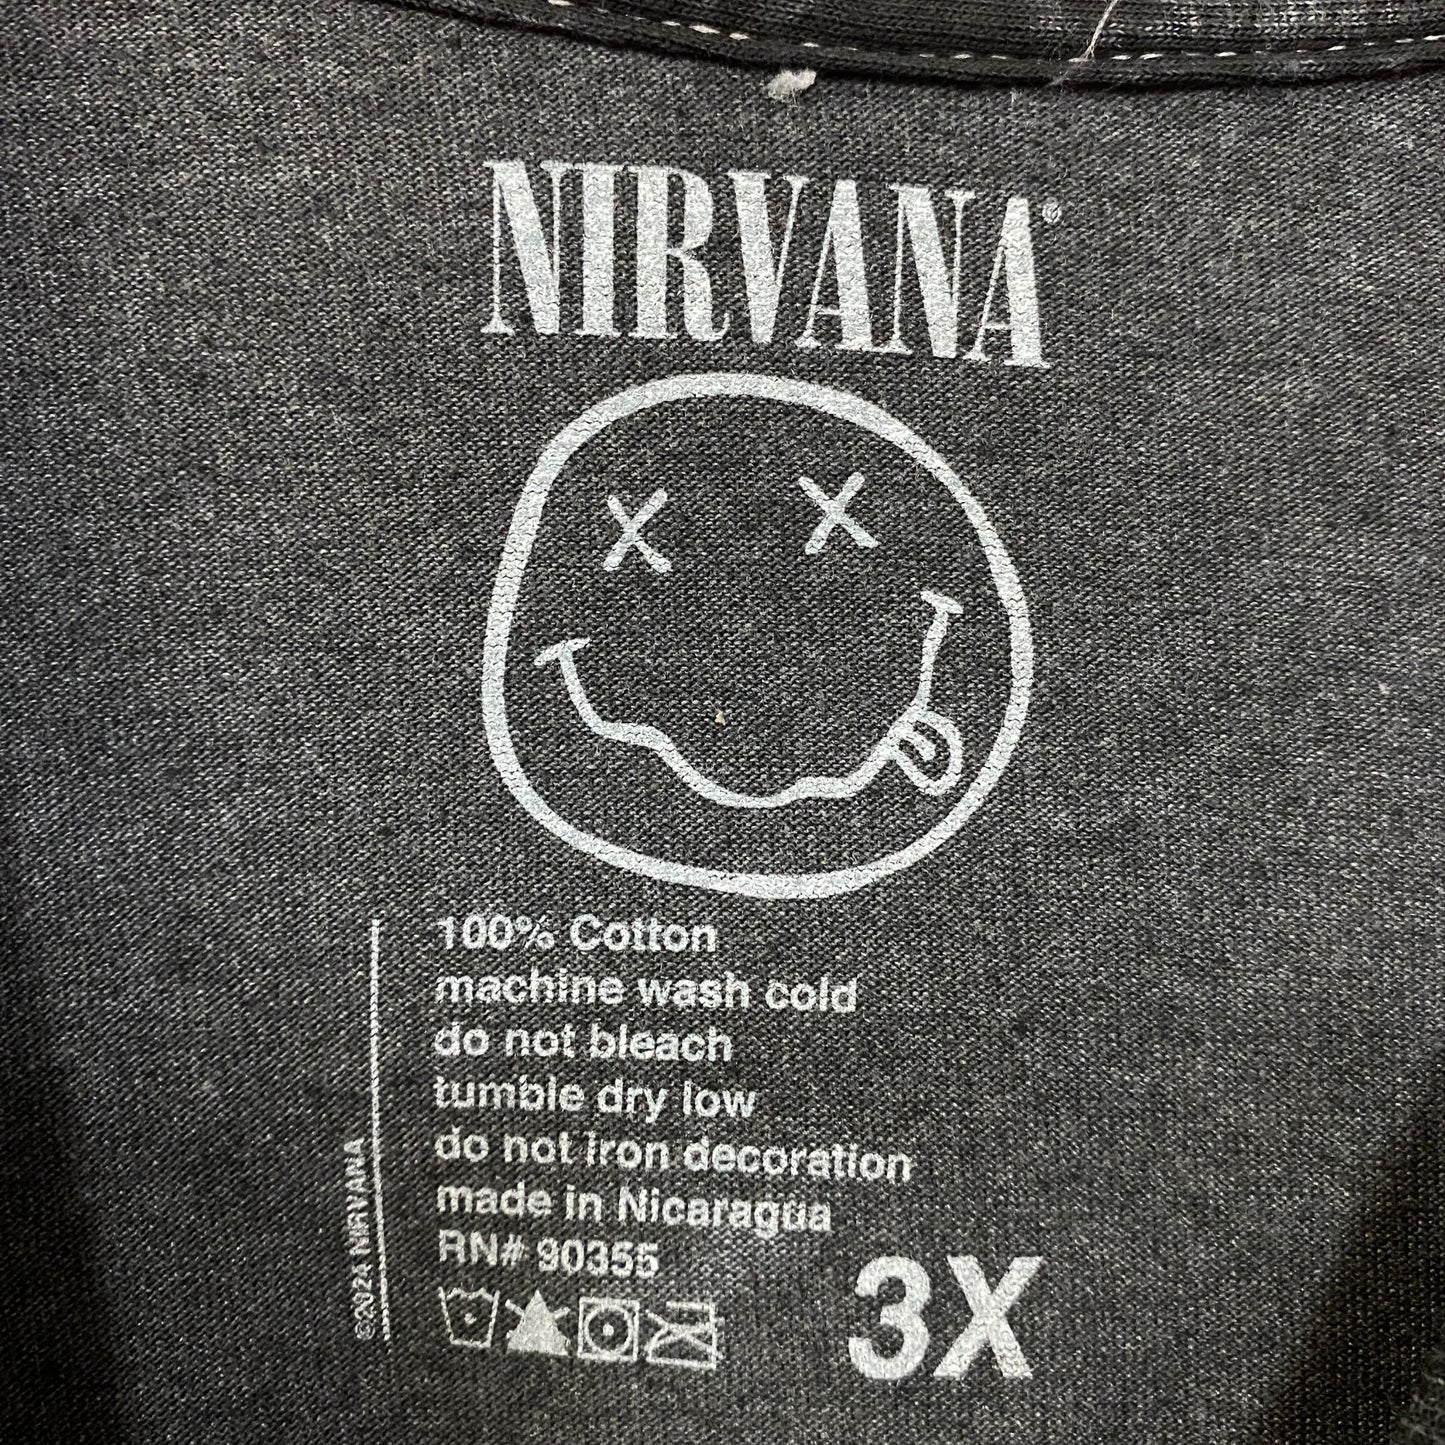 NIRVANA®
100% Cotton
machine wash cold
do not bleach
tumble dry low
do not iron decoration
made in Nicaragua
RN# 90355
3X
©2024 NIRVANA